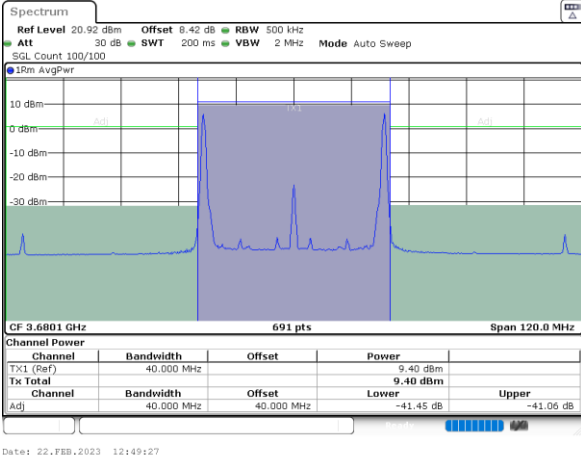 Spectrum
Ref Level 20.92 dBm Offset 8.42 dB RBW 500 kHz
Att 30 dB SWT 200 ms VBW 2 MHz Mode Auto Sweep
SGL Count 100/100
1Rm AvgPwr
10 dBm
TX1
Adj
Adj
0 dBm
-10 dBm
-20 dBm
-30 dBm
CF 3.6801 GHz 691 pts Span 120.0 MHz
Channel Power
Channel Bandwidth Offset Power
TX1 (Ref) 40.000 MHz 9.40 dBm
Tx Total 9.40 dBm
Channel Bandwidth Offset Lower Upper
Adj 40.000 MHz 40.000 MHz -41.45 dB -41.06 dB
Ready
Date: 22.FEB.2023 12:49:27